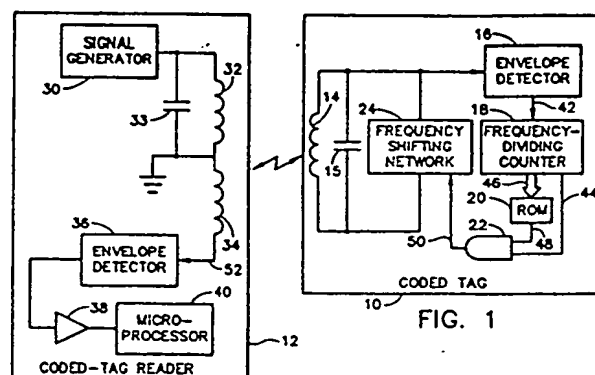 SIGNAL
GENERATOR
30
32
33
34
36
ENVELOPE
DETECTOR
52
38
40
MICRO-
PROCESSOR
12
CODED-TAG READER
16
ENVELOPE
DETECTOR
14
24
18
42
15
FREQUENCY
SHIFTING
NETWORK
FREQUENCY-
DIVIDING
COUNTER
46
44
20
ROM
22
48
50
CODED TAG
10
FIG. 1